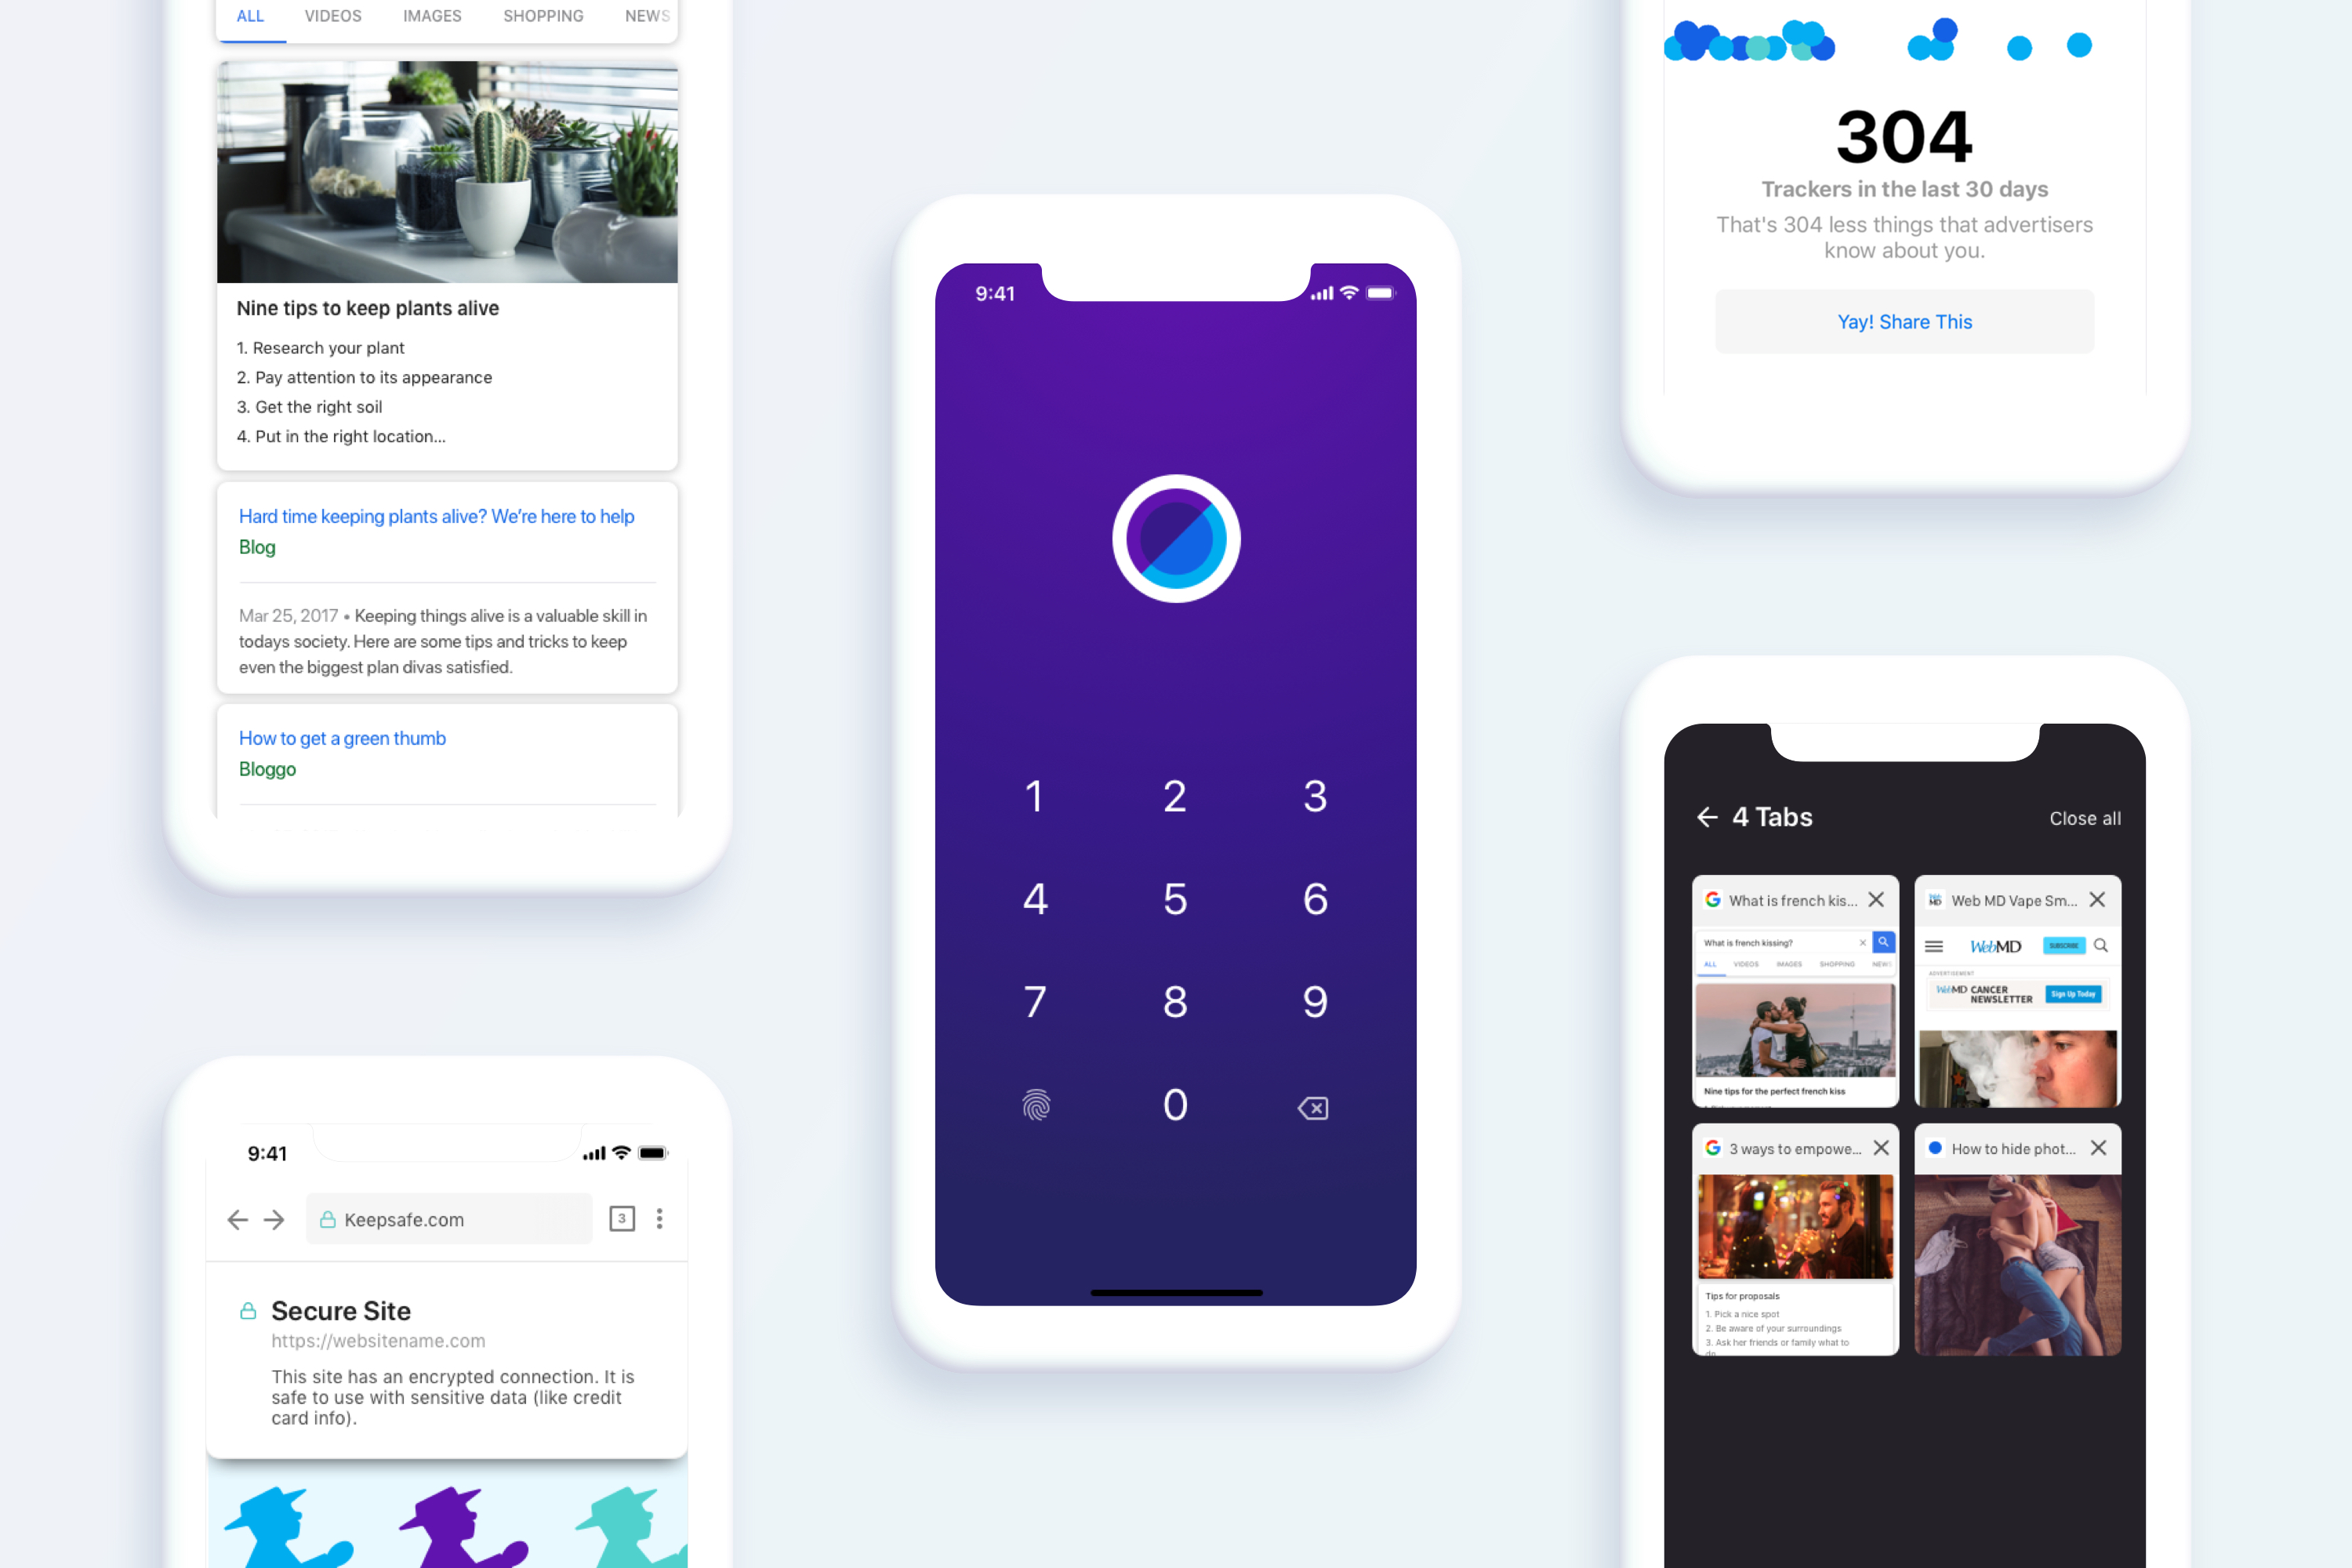 ALL VIDEOS IMAGES SHOPPING NEWS
Nine tips to keep plants alive
1. Research your plant
2. Pay attention to its appearance
3. Get the right soil
4. Put in the right location...
Hard time keeping plants alive? We're here to help
Blog
Mar 25, 2017 • Keeping things alive is a valuable skill in
todays society. Here are some tips and tricks to keep
even the biggest plan divas satisfied.
How to get a green thumb
Bloggo
9:41
Keepsafe.com
3
Secure Site
https://websitename.com
This site has an encrypted connection. It is
safe to use with sensitive data (like credit
card info).
9:41
1 2 3
4 5 6
7 8 9
0
304
Trackers in the last 30 days
That's 304 less things that advertisers
know about you.
Yay! Share This
4 Tabs
Close all
What is french kis...
What is french kissing?
ALL VIDEOS IMAGES SHOPPING NEWS
Nine tips for the perfect french kiss
Web MD Vape Sm...
WebMD
SUBSCRIBE
ADVERTISEMENT
WebMD CANCER
NEWSLETTER
Sign Up Today
3 ways to empowe...
Tips for proposals
1. Pick a nice spot
2. Be aware of your surroundings
3. Ask her friends or family what to
do
How to hide phot...